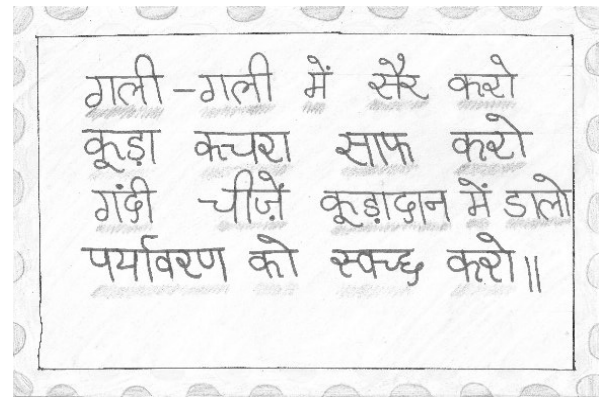 गली-गली में सैर करो
कूड़ा कचरा साफ करो
गंदी चीज़ें कूड़ादान में डालो
पर्यावरण को स्वच्छ करो॥